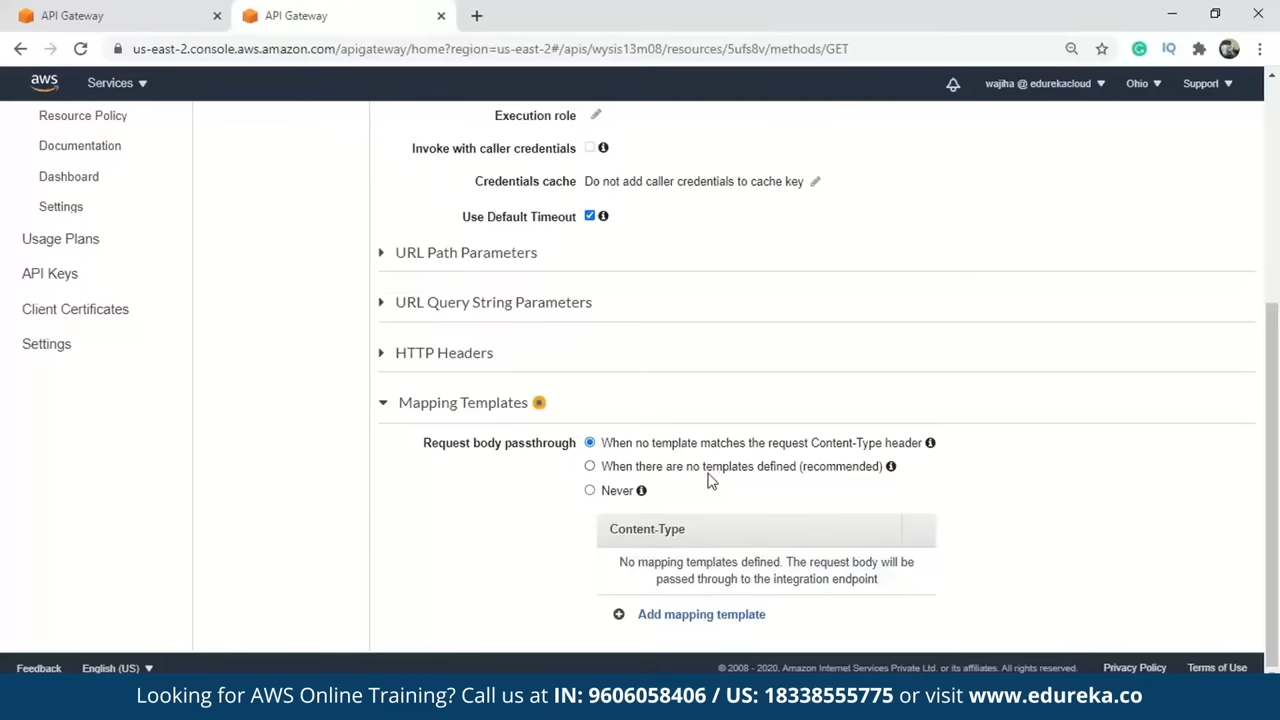 API Gateway
API Gateway
us-east-2.console.aws.amazon.com/apigateway/home?region=us-east-2#/apis/wysis13m08/resources/5ufs8v/methods/GET
aws Services wajiha @ edurekacloud Ohio Support
Resource Policy
Documentation
Dashboard
Settings
Usage Plans
API Keys
Client Certificates
Settings
Execution role
Invoke with caller credentials
Credentials cache Do not add caller credentials to cache key
Use Default Timeout
URL Path Parameters
URL Query String Parameters
HTTP Headers
Mapping Templates
Request body passthrough When no template matches the request Content-Type header
When there are no templates defined (recommended)
Never
Content-Type
No mapping templates defined. The request body will be
passed through to the integration endpoint
Add mapping template
Feedback English (US) © 2008 - 2020, Amazon Internet Services Private Ltd. or its affiliates. All rights reserved. Privacy Policy Terms of Use
Looking for AWS Online Training? Call us at IN: 9606058406 / US: 18338555775 or visit www.edureka.co